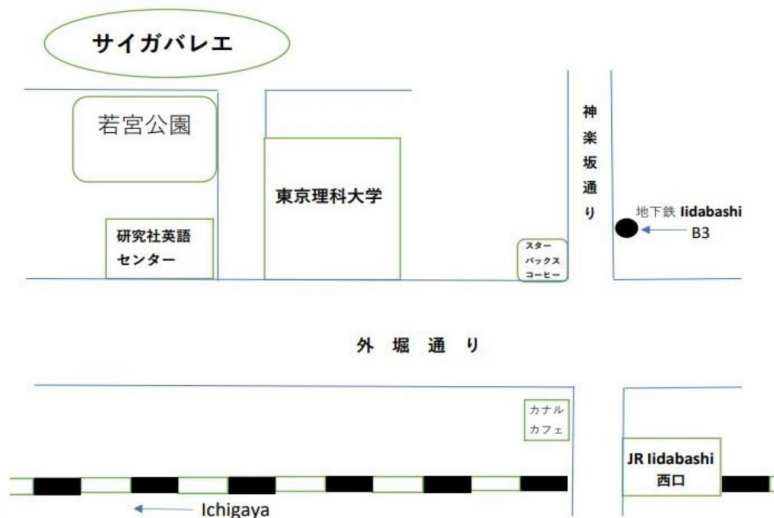 サイガバレエ
若宮公園
神楽坂通り
東京理科大学
地下鉄 Iidabashi
B3
研究社英語
センター
スター
バックス
コーヒー
外 堀 通 り
カナル
カフェ
JR Iidabashi
西口
Ichigaya